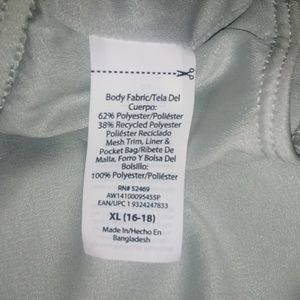 Body Fabric/Tela Del
Cuerpo:
62% Polyester/Poliéster
38% Recycled Polyester/
Poliéster Reciclado
Mesh Trim, Liner &
Pocket Bag/Ribete De
Malla, Forro Y Bolsa Del
Bolsillo:
100% Polyester/Poliéster
RN# 52469
AW14100095455P
EAN/UPC 1 9324247833
XL (16-18)
Made In/Hecho En
Bangladesh